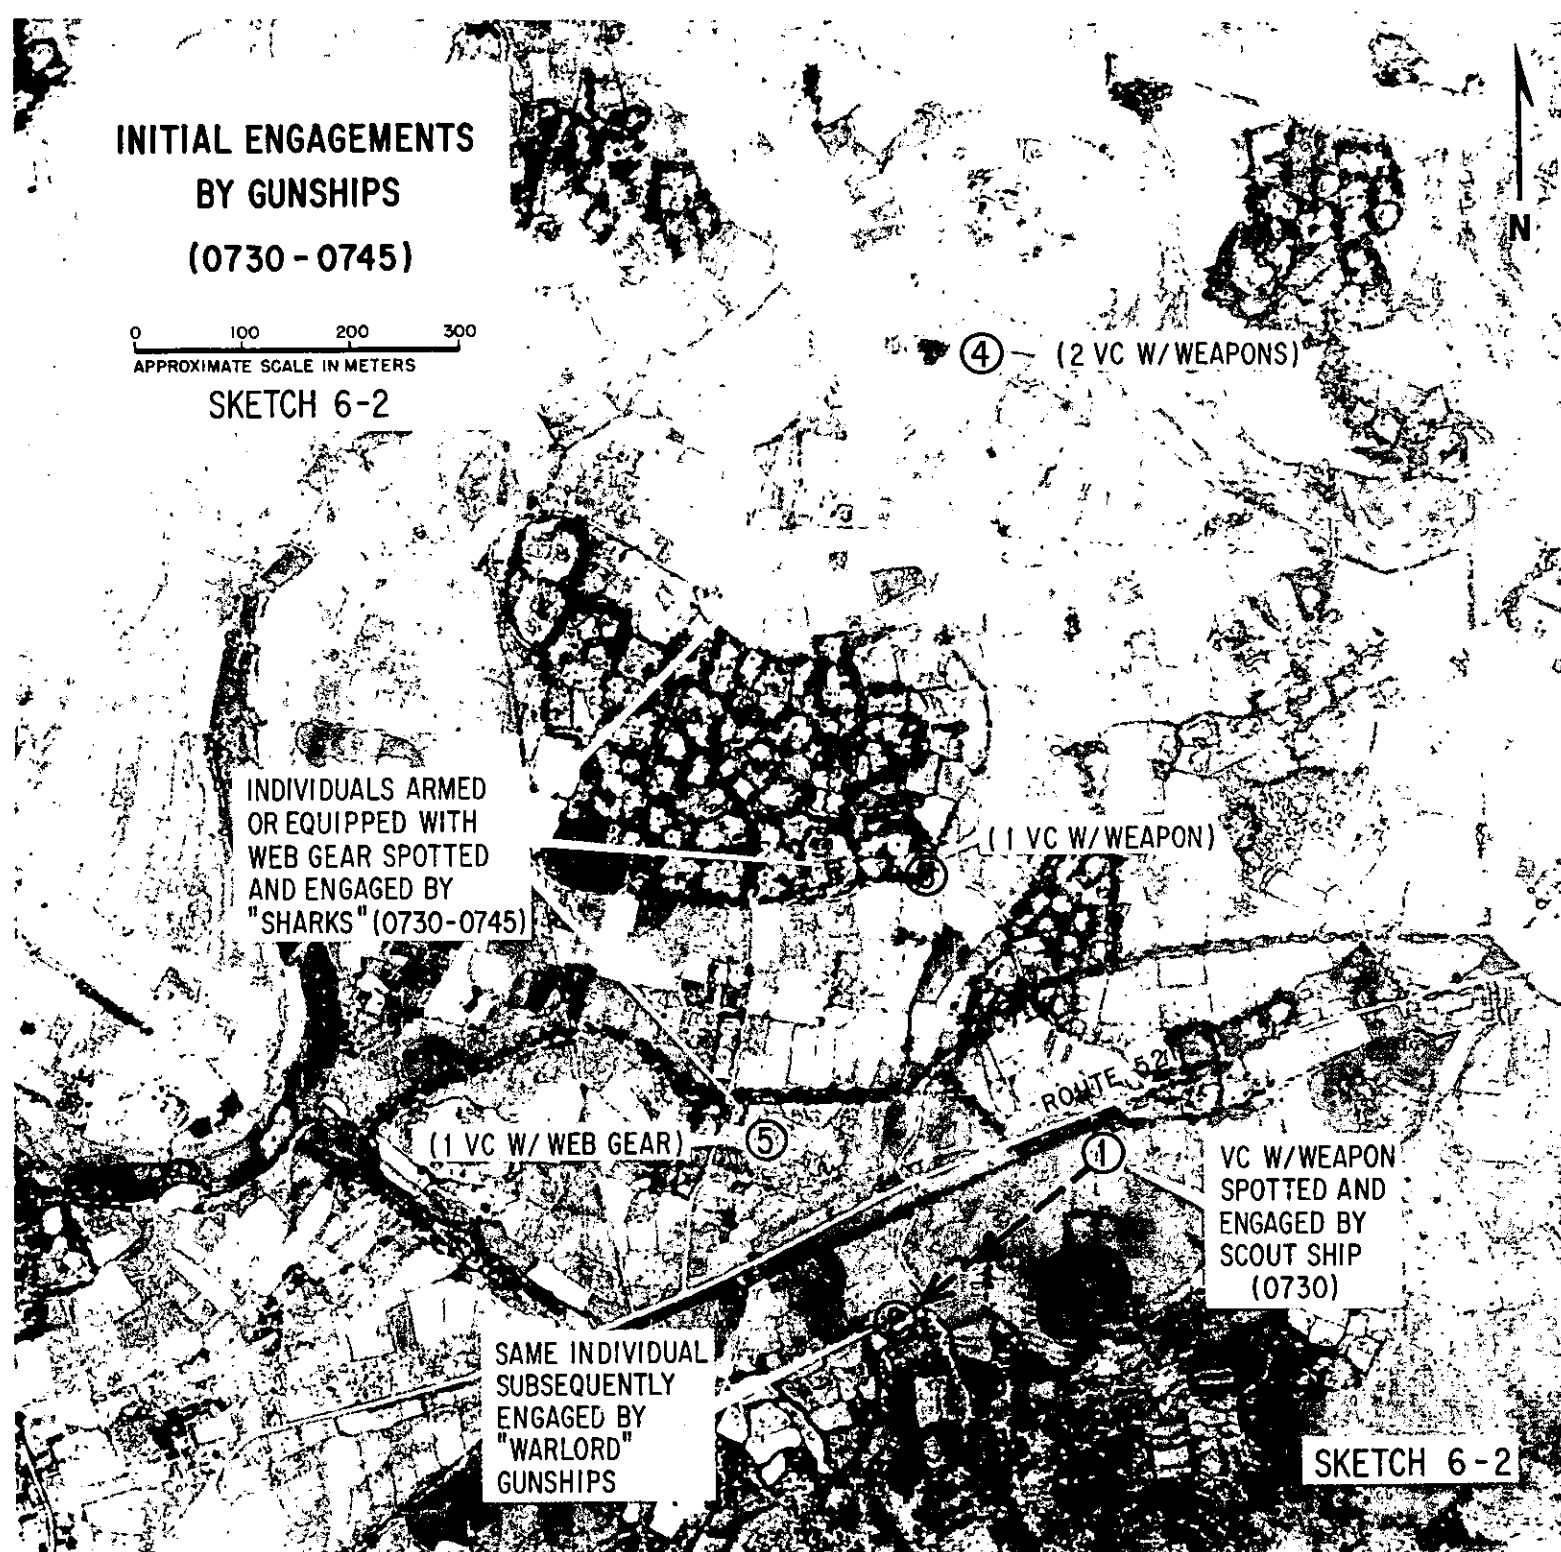 INITIAL ENGAGEMENTS
BY GUNSHIPS
(0730-0745)
0 100 200 300
APPROXIMATE SCALE IN METERS
SKETCH 6-2
N
④ (2 VC W/WEAPONS)
INDIVIDUALS ARMED
OR EQUIPPED WITH
WEB GEAR SPOTTED
AND ENGAGED BY
"SHARKS" (0730-0745)
(1 VC W/WEAPON)
ROUTE 521
(1 VC W/ WEB GEAR) ⑤
①
VC W/WEAPON
SPOTTED AND
ENGAGED BY
SCOUT SHIP
(0730)
SAME INDIVIDUAL
SUBSEQUENTLY
ENGAGED BY
"WARLORD"
GUNSHIPS
SKETCH 6-2